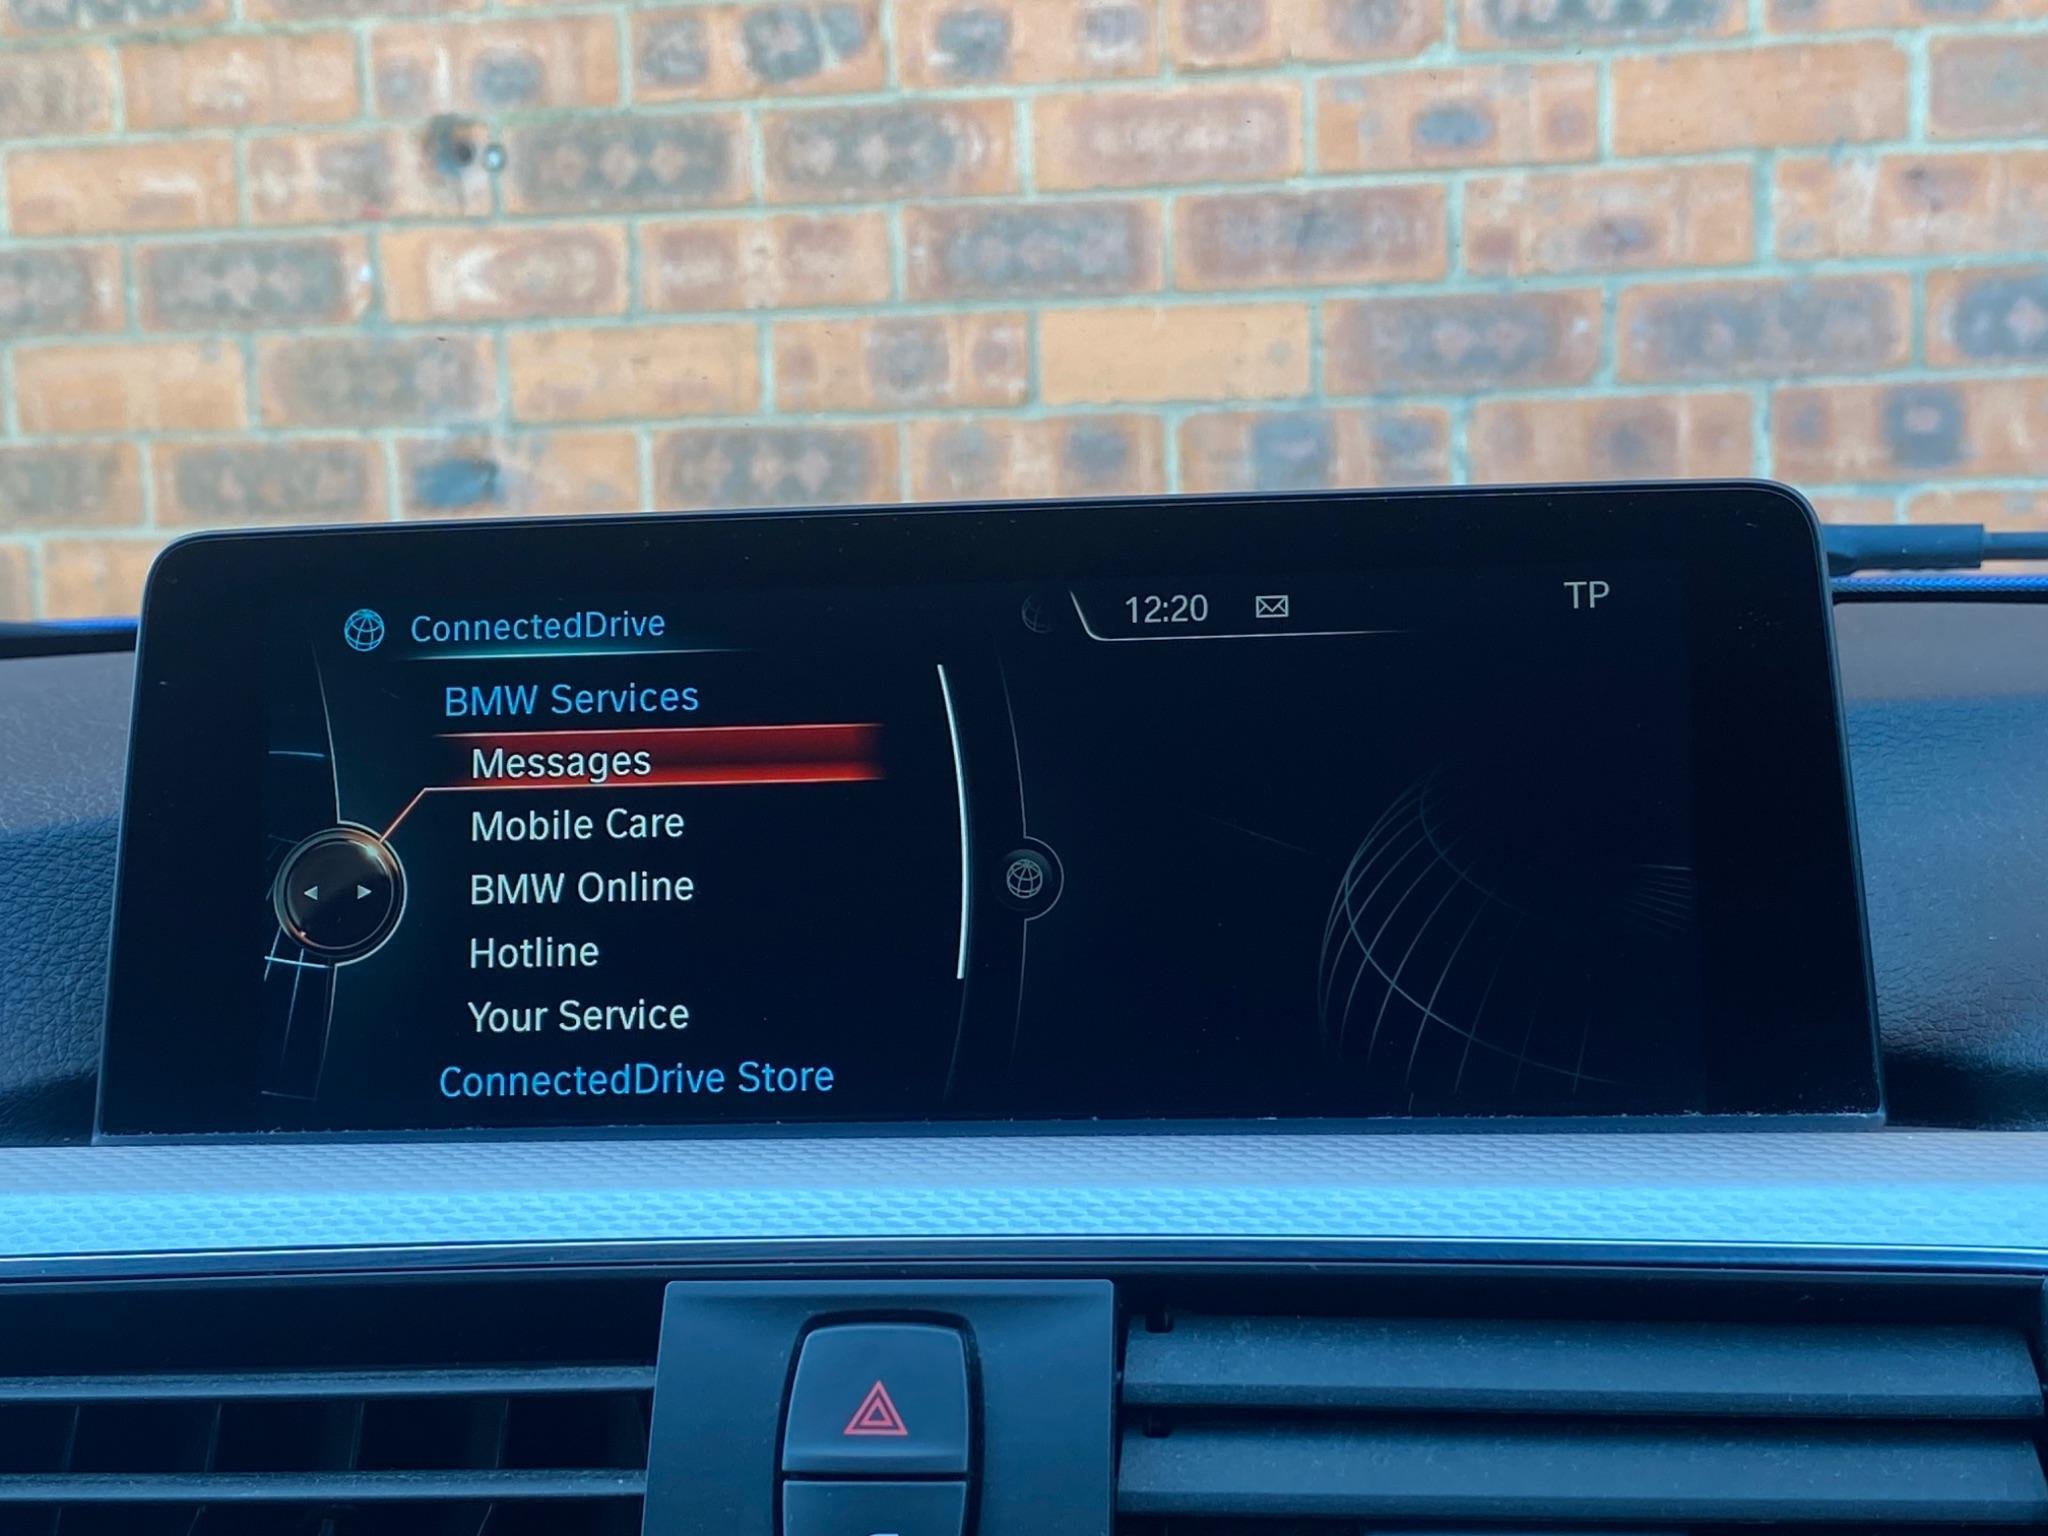 ConnectedDrive
12:20
TP
BMW Services
Messages
Mobile Care
BMW Online
Hotline
Your Service
ConnectedDrive Store